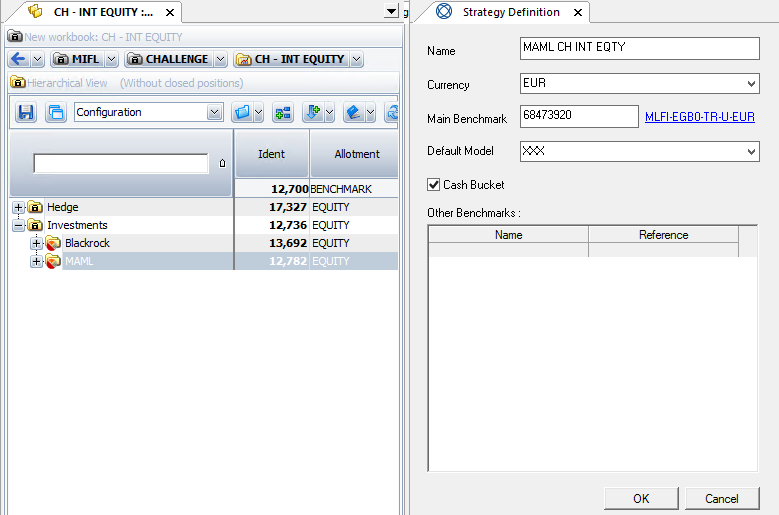 CH - INT EQUITY :...
New workbook: CH - INT EQUITY
MIFL CHALLENGE CH - INT EQUITY
Hierarchical View (Without closed positions)
Configuration
Ident Allotment
12,700 BENCHMARK
Hedge 17,327 EQUITY
Investments 12,736 EQUITY
Blackrock 13,692 EQUITY
MAML 12,782 EQUITY
Strategy Definition
Name MAML CH INT EQTY
Currency EUR
Main Benchmark 68473920 MLFI-EGB0-TR-U-EUR
Default Model XXX
Cash Bucket
Other Benchmarks :
Name Reference
OK Cancel